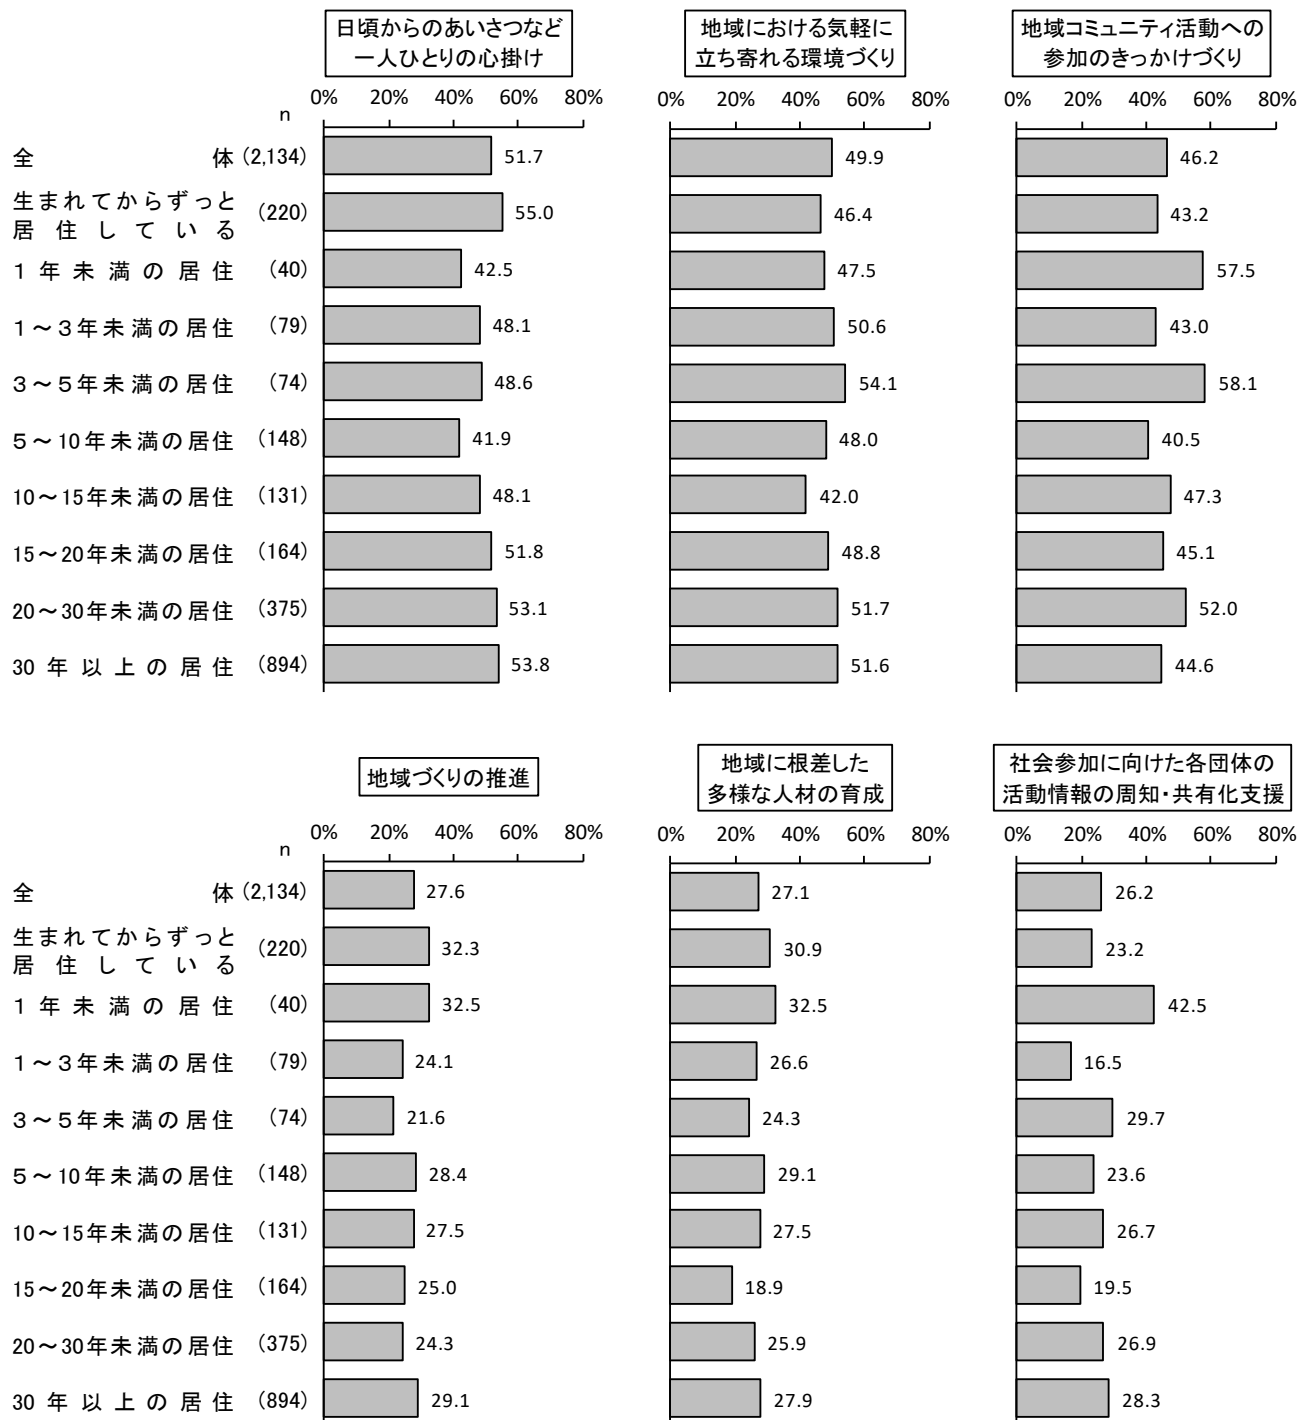 日頃からのあいさつなど
一人ひとりの心掛け
地域における気軽に
立ち寄れる環境づくり
地域コミュニティ活動への
参加のきっかけづくり
n 0% 20% 40% 60% 80% 0% 20% 40% 60% 80% 0% 20% 40% 60% 80%
全体 (2,134) 51.7 49.9 46.2
生まれてからずっと
居住している (220) 55.0 46.4 43.2
1年未満の居住 (40) 42.5 47.5 57.5
1～3年未満の居住 (79) 48.1 50.6 43.0
3～5年未満の居住 (74) 48.6 54.1 58.1
5～10年未満の居住 (148) 41.9 48.0 40.5
10～15年未満の居住 (131) 48.1 42.0 47.3
15～20年未満の居住 (164) 51.8 48.8 45.1
20～30年未満の居住 (375) 53.1 51.7 52.0
30年以上の居住 (894) 53.8 51.6 44.6
地域づくりの推進
地域に根差した
多様な人材の育成
社会参加に向けた各団体の
活動情報の周知・共有化支援
n 0% 20% 40% 60% 80% 0% 20% 40% 60% 80% 0% 20% 40% 60% 80%
全体 (2,134) 27.6 27.1 26.2
生まれてからずっと
居住している (220) 32.3 30.9 23.2
1年未満の居住 (40) 32.5 32.5 42.5
1～3年未満の居住 (79) 24.1 26.6 16.5
3～5年未満の居住 (74) 21.6 24.3 29.7
5～10年未満の居住 (148) 28.4 29.1 23.6
10～15年未満の居住 (131) 27.5 27.5 26.7
15～20年未満の居住 (164) 25.0 18.9 19.5
20～30年未満の居住 (375) 24.3 25.9 26.9
30年以上の居住 (894) 29.1 27.9 28.3